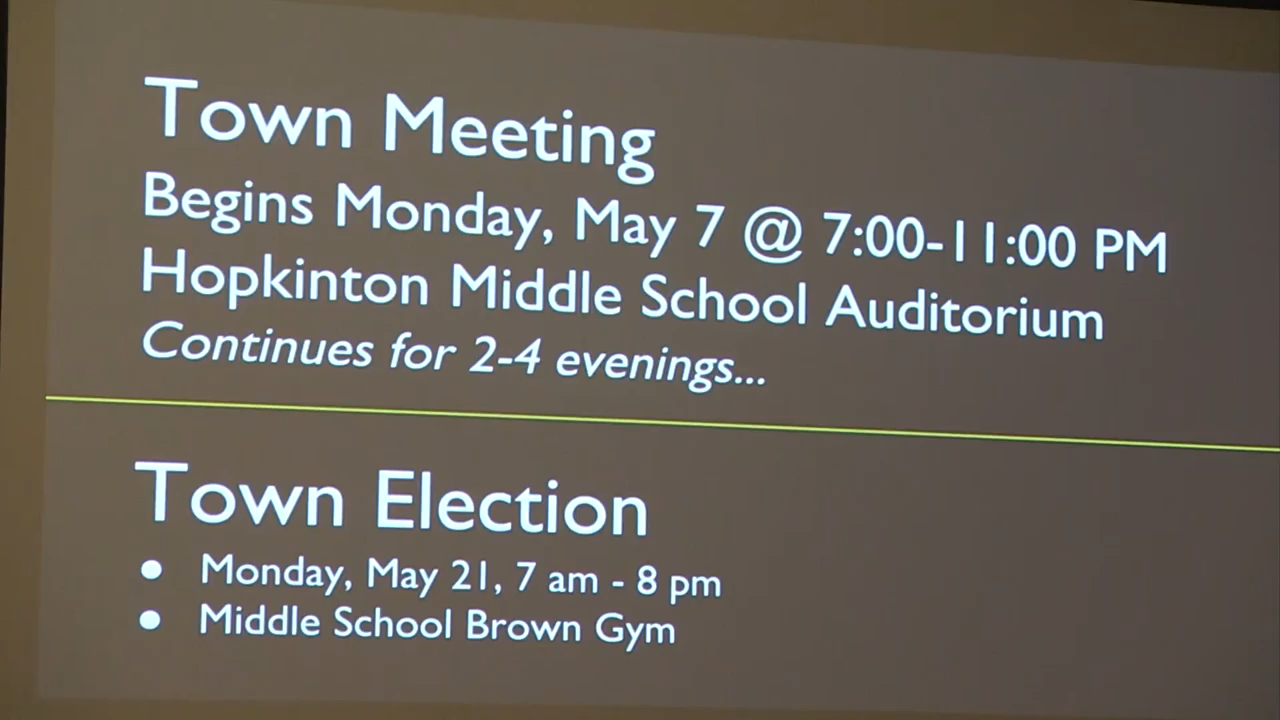 Town Meeting
Begins Monday, May 7 @ 7:00-11:00 PM
Hopkinton Middle School Auditorium
Continues for 2-4 evenings...
Town Election
● Monday, May 21, 7 am - 8 pm
● Middle School Brown Gym